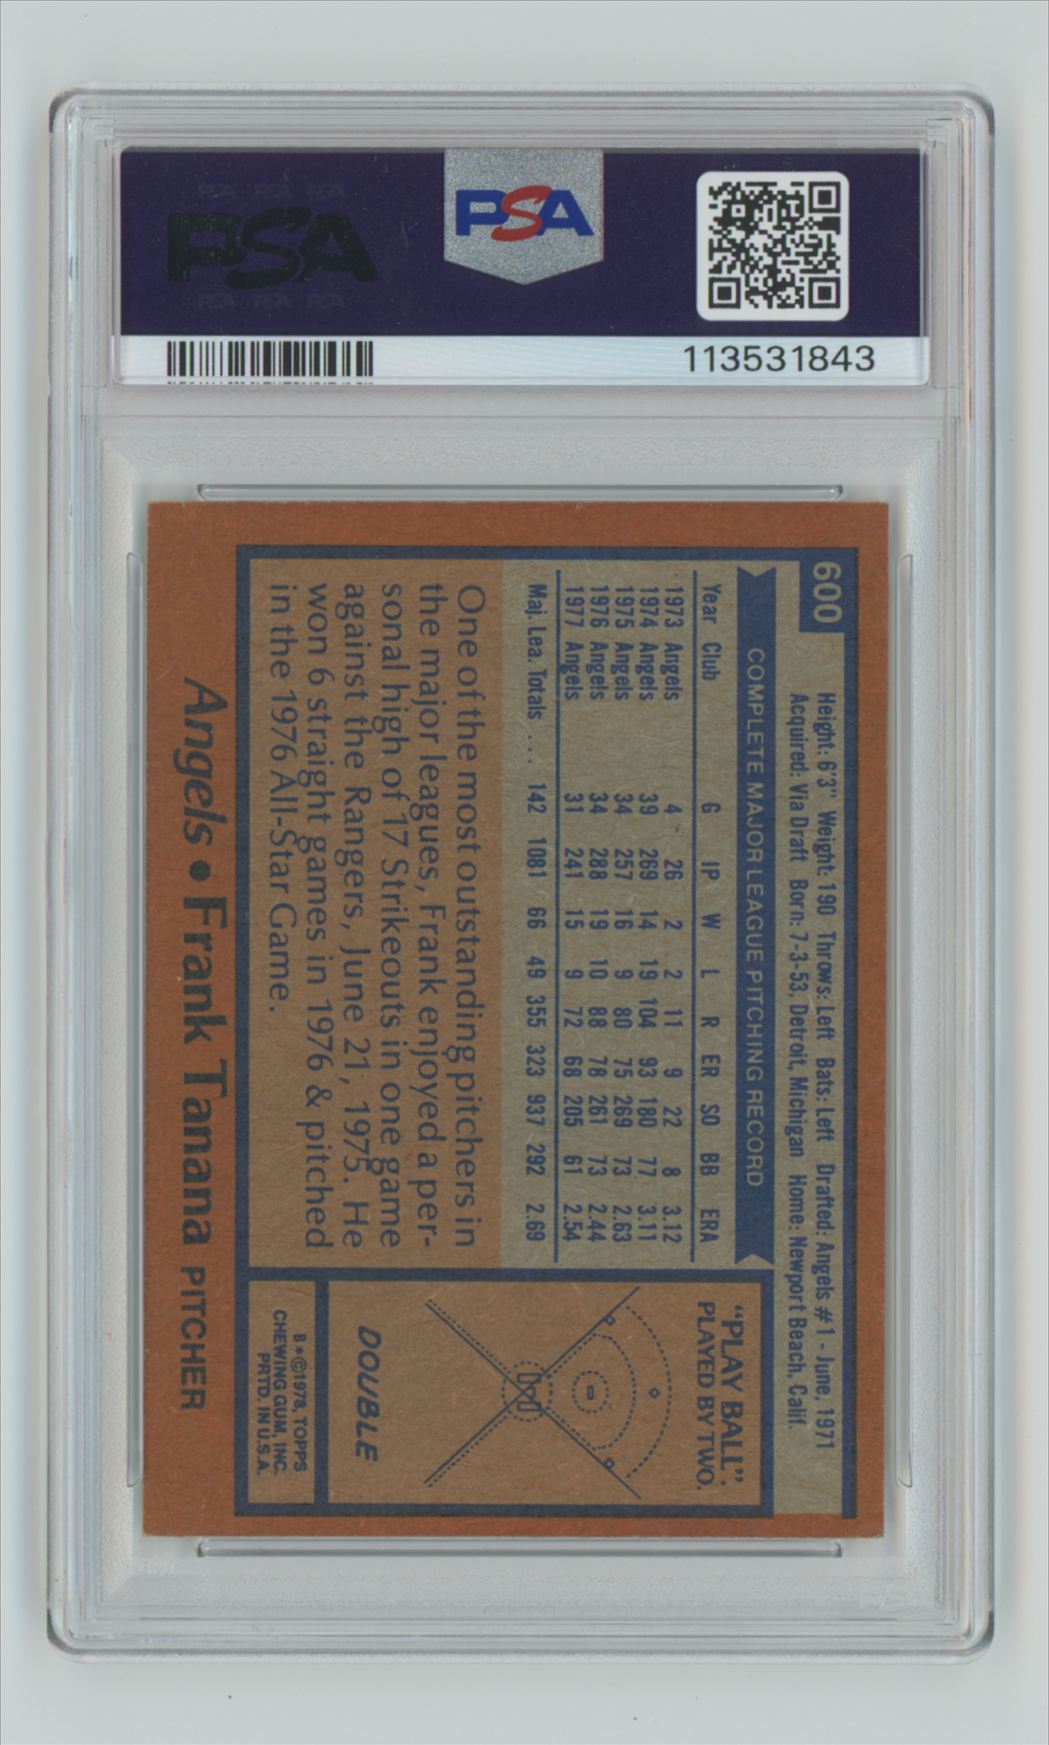 PSA PSA PSA
PSA
PSA PSA PSA
PSA
113531843
600
Height: 6'3" Weight: 190 Throws: Left Bats: Left Drafted: Angels #1 - June, 1971
Acquired: Via Draft Born: 7-3-53, Detroit, Michigan Home: Newport Beach, Calif.
COMPLETE MAJOR LEAGUE PITCHING RECORD
Year Club G IP W L R ER SO BB ERA
1973 Angels 4 26 2 2 11 9 22 8 3.12
1974 Angels 39 269 14 19 104 93 180 77 3.11
1975 Angels 34 257 16 9 80 75 269 73 2.63
1976 Angels 34 288 19 10 88 78 261 73 2.44
1977 Angels 31 241 15 9 72 68 205 61 2.54
Maj. Lea. Totals ... 142 1081 66 49 355 323 937 292 2.69
One of the most outstanding pitchers in
the major leagues, Frank enjoyed a per-
sonal high of 17 Strikeouts in one game
against the Rangers, June 21, 1975. He
won 6 straight games in 1976 & pitched
in the 1976 All-Star Game.
"PLAY BALL".
PLAYED BY TWO.
DOUBLE
B*©1978, TOPPS
CHEWING GUM, INC.
PRTD. IN U.S.A.
Angels • Frank Tanana PITCHER